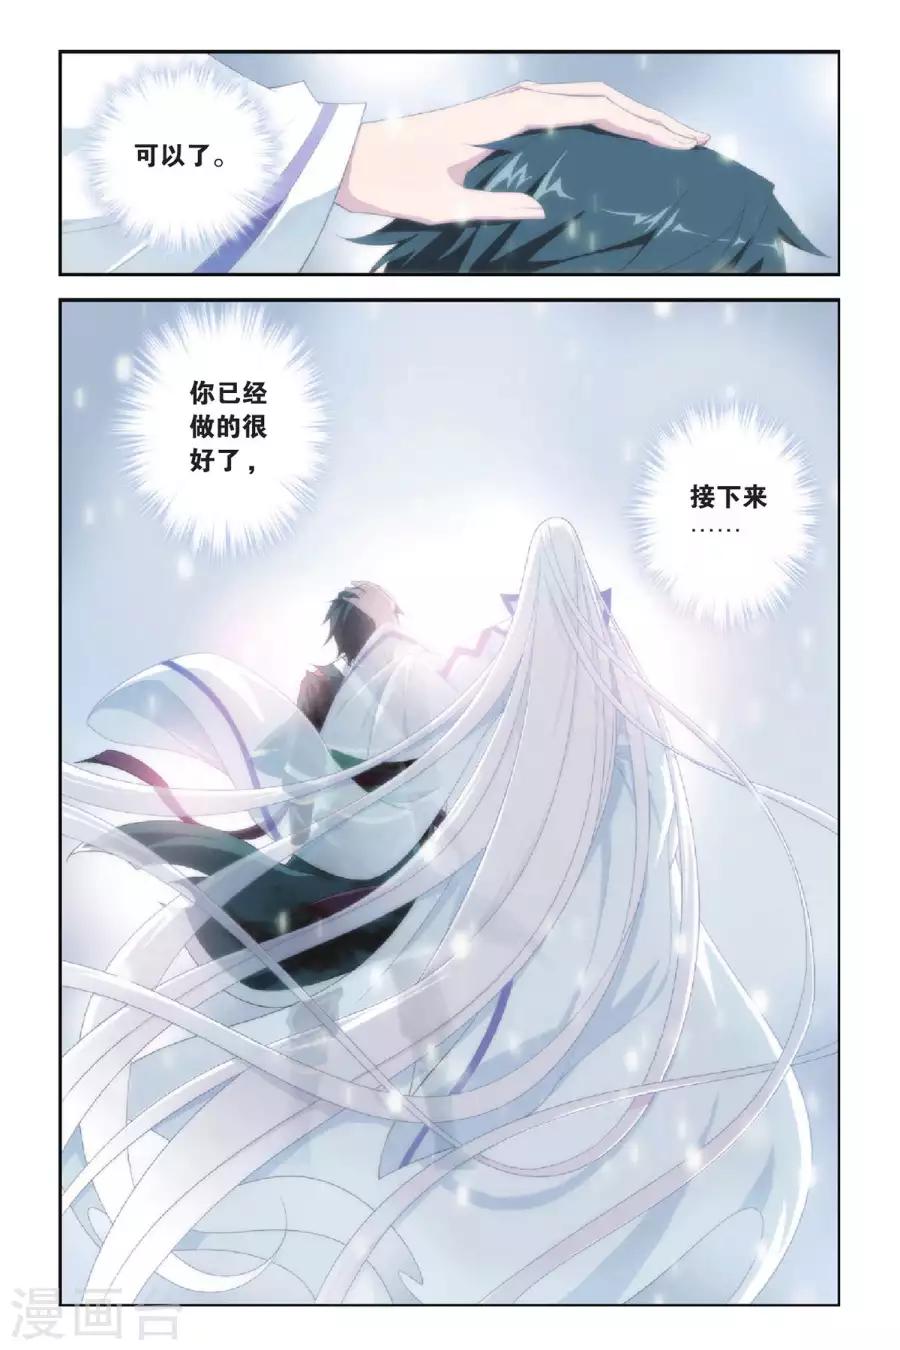 可以了。
你已经
做的很
好了，
接下来
……
漫画台